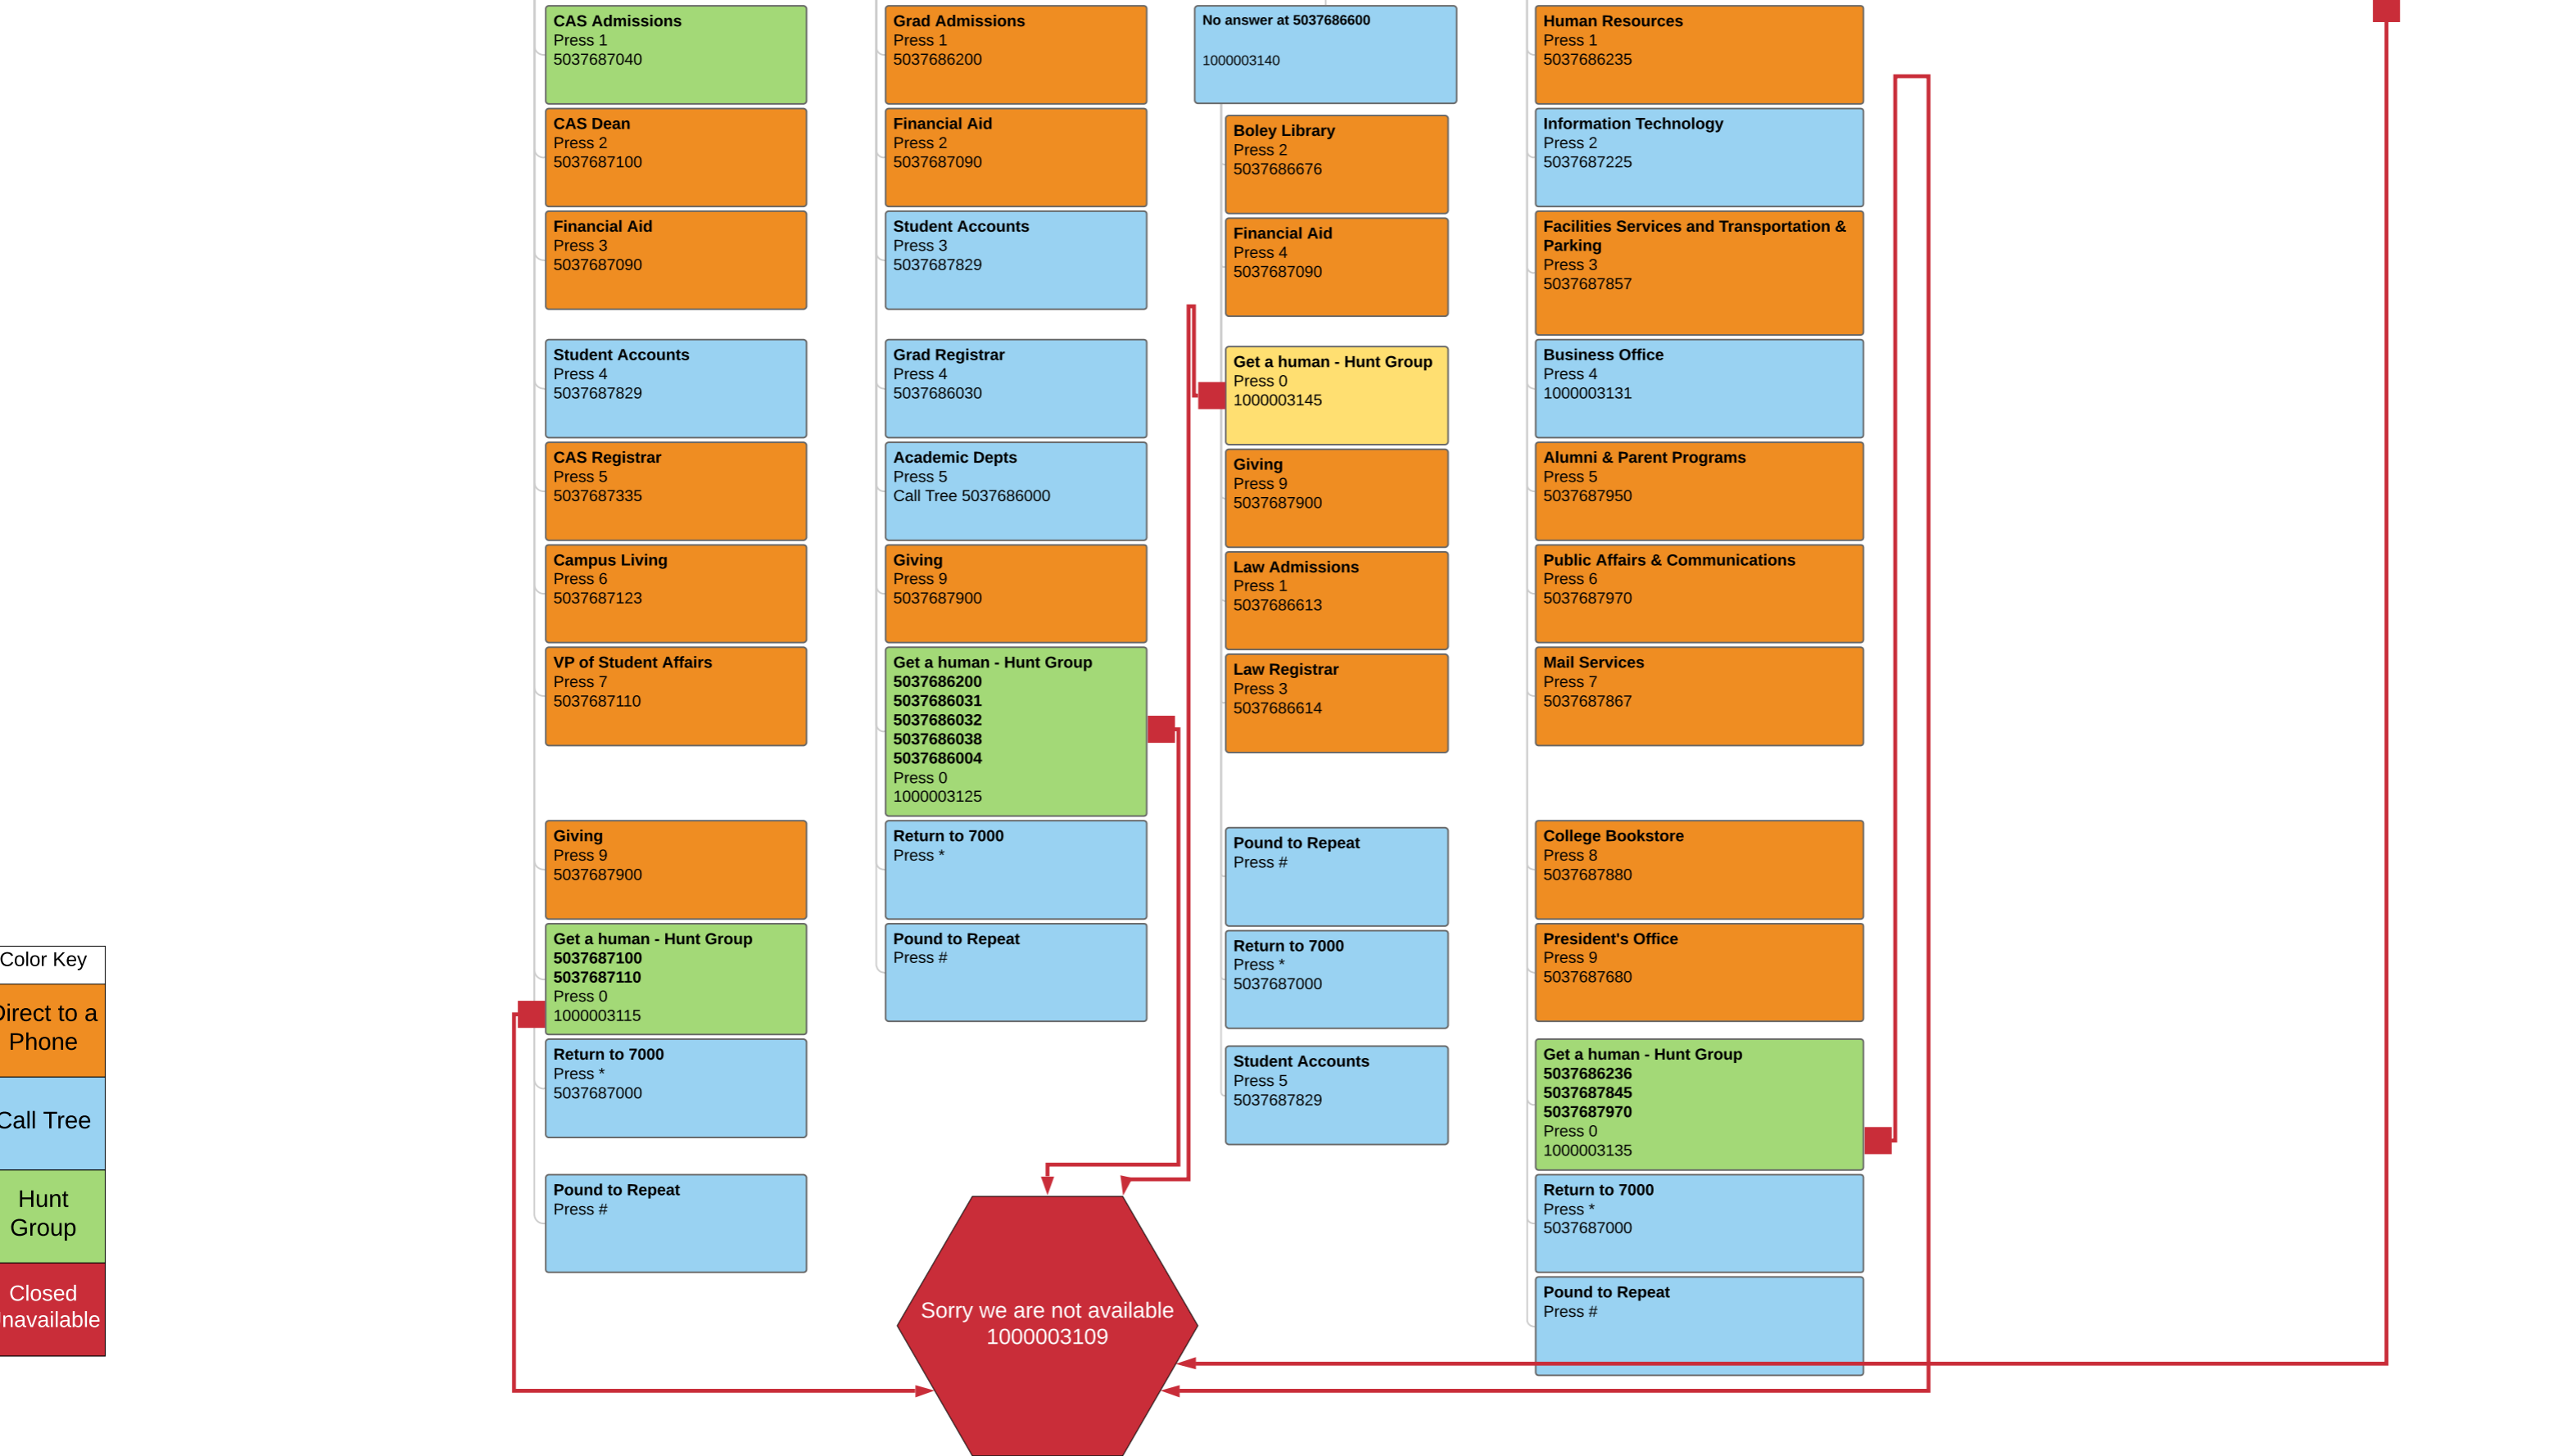 CAS Admissions
Press 1
5037687040
CAS Dean
Press 2
5037687100
Financial Aid
Press 3
5037687090
Student Accounts
Press 4
5037687829
CAS Registrar
Press 5
5037687335
Campus Living
Press 6
5037687123
VP of Student Affairs
Press 7
5037687110
Giving
Press 9
5037687900
Get a human - Hunt Group
5037687100
5037687110
Press 0
1000003115
Return to 7000
Press *
5037687000
Pound to Repeat
Press #
Grad Admissions
Press 1
5037686200
Financial Aid
Press 2
5037687090
Student Accounts
Press 3
5037687829
Grad Registrar
Press 4
5037686030
Academic Depts
Press 5
Call Tree 5037686000
Giving
Press 9
5037687900
Get a human - Hunt Group
5037686200
5037686031
5037686032
5037686038
5037686004
Press 0
1000003125
Return to 7000
Press *
Pound to Repeat
Press #
No answer at 5037686600
1000003140
Boley Library
Press 2
5037686676
Financial Aid
Press 4
5037687090
Get a human - Hunt Group
Press 0
1000003145
Giving
Press 9
5037687900
Law Admissions
Press 1
5037686613
Law Registrar
Press 3
5037686614
Pound to Repeat
Press #
Return to 7000
Press *
5037687000
Student Accounts
Press 5
5037687829
Human Resources
Press 1
5037686235
Information Technology
Press 2
5037687225
Facilities Services and Transportation &
Parking
Press 3
5037687857
Business Office
Press 4
1000003131
Alumni & Parent Programs
Press 5
5037687950
Public Affairs & Communications
Press 6
5037687970
Mail Services
Press 7
5037687867
College Bookstore
Press 8
5037687880
President's Office
Press 9
5037687680
Get a human - Hunt Group
5037686236
5037687845
5037687970
Press 0
1000003135
Return to 7000
Press *
5037687000
Pound to Repeat
Press #
Color Key
Direct to a
Phone
Call Tree
Hunt
Group
Closed
navailable
Sorry we are not available
1000003109